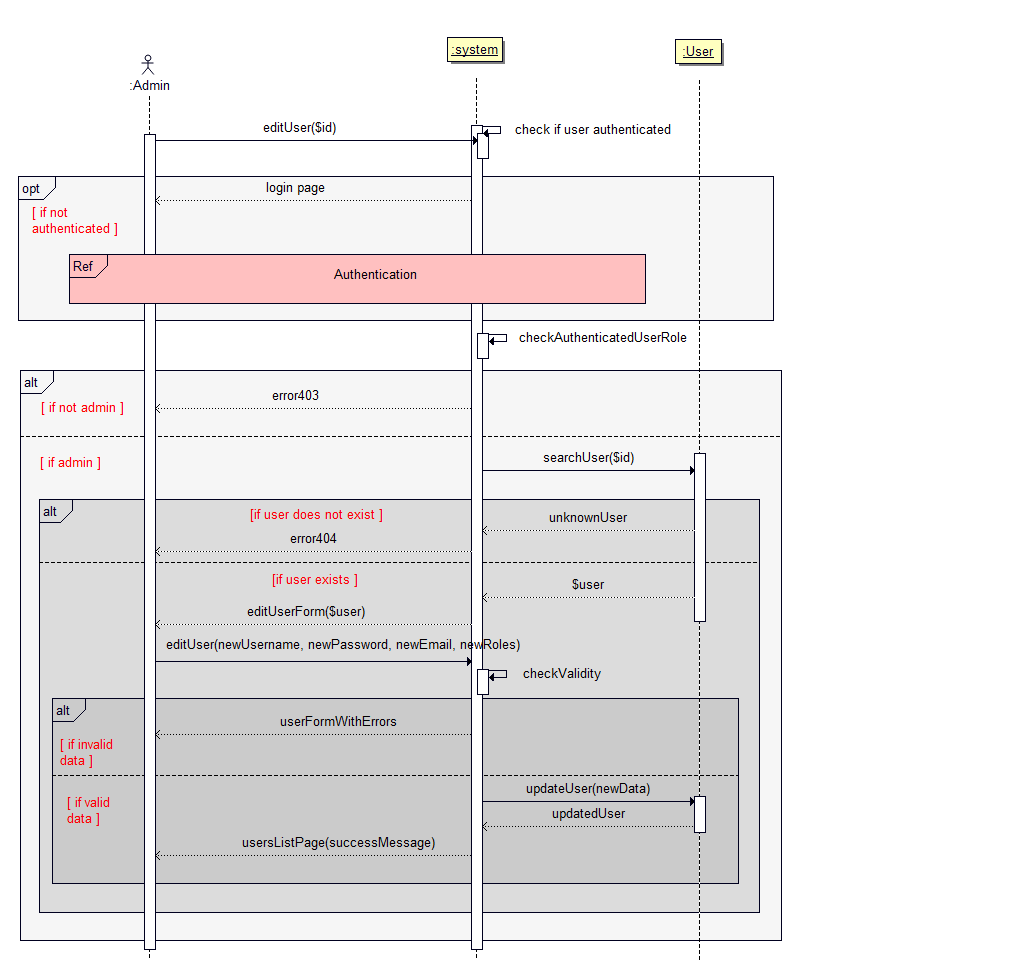 :system
:User
:Admin
editUser($id)
check if user authenticated
opt
login page
[ if not
authenticated ]
Ref
Authentication
checkAuthenticatedUserRole
alt
error403
[ if not admin ]
[ if admin ]
searchUser($id)
alt
[if user does not exist ]
unknownUser
error404
[if user exists ]
$user
editUserForm($user)
editUser(newUsername, newPassword, newEmail, newRoles)
checkValidity
alt
userFormWithErrors
[ if invalid
data ]
updateUser(newData)
[ if valid
data ]
updatedUser
usersListPage(successMessage)